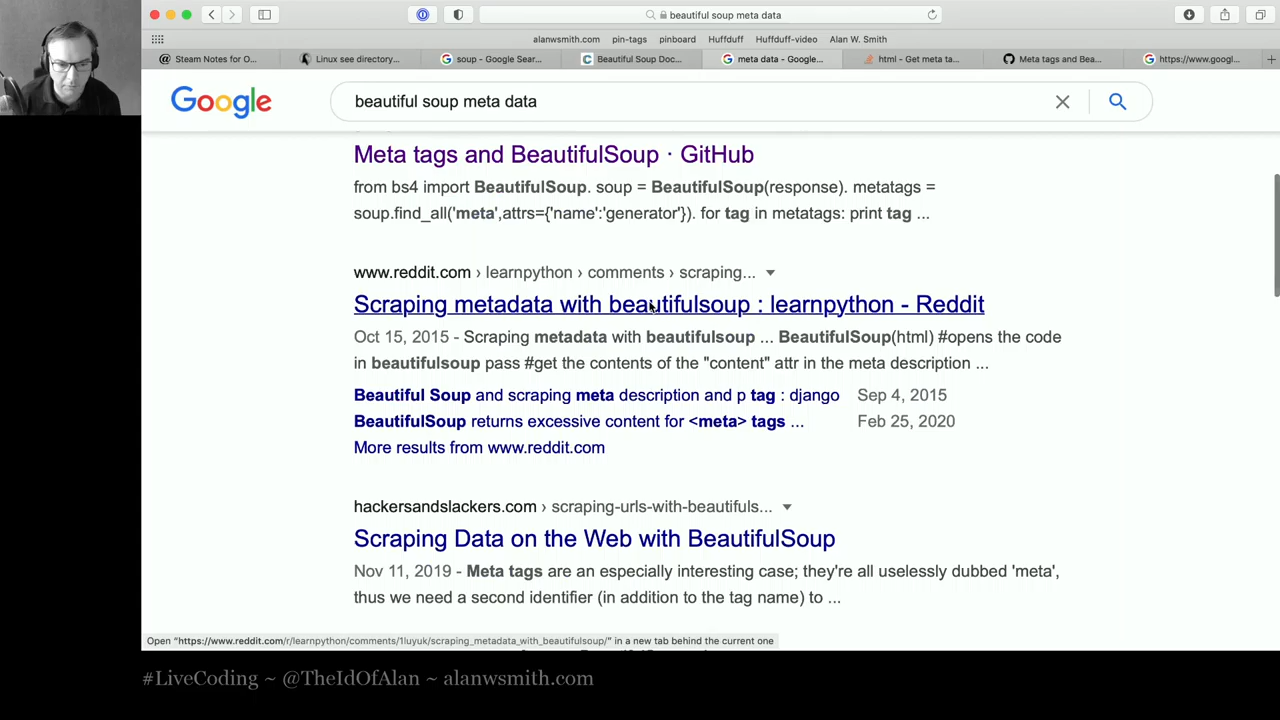 beautiful soup meta data
alanwsmith.com pin-tags pinboard Huffduff Huffduff-video Alan W. Smith
Steam Notes for O... Linux see directory... soup - Google Sear... Beautiful Soup Doc... meta data - Google... html - Get meta ta... Meta tags and Bea... https://www.googl...
Google
beautiful soup meta data
Meta tags and BeautifulSoup · GitHub
from bs4 import BeautifulSoup. soup = BeautifulSoup(response). metatags =
soup.find_all('meta',attrs={'name':'generator'}). for tag in metatags: print tag ...
www.reddit.com › learnpython › comments › scraping...
Scraping metadata with beautifulsoup : learnpython - Reddit
Oct 15, 2015 - Scraping metadata with beautifulsoup ... BeautifulSoup(html) #opens the code
in beautifulsoup pass #get the contents of the "content" attr in the meta description ...
Beautiful Soup and scraping meta description and p tag : django Sep 4, 2015
BeautifulSoup returns excessive content for <meta> tags ... Feb 25, 2020
More results from www.reddit.com
hackersandslackers.com › scraping-urls-with-beautifuls...
Scraping Data on the Web with BeautifulSoup
Nov 11, 2019 - Meta tags are an especially interesting case; they're all uselessly dubbed 'meta',
thus we need a second identifier (in addition to the tag name) to ...
Open "https://www.reddit.com/r/learnpython/comments/1luyuk/scraping_metadata_with_beautifulsoup/" in a new tab behind the current one
#LiveCoding ~ @TheIdOfAlan ~ alanwsmith.com